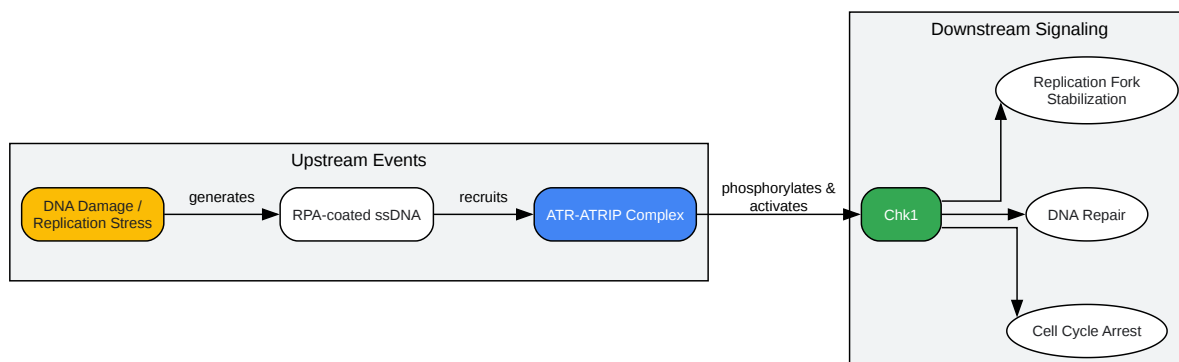 Upstream Events
DNA Damage /
Replication Stress
generates
RPA-coated ssDNA
recruits
ATR-ATRIP Complex
phosphorylates &
activates
Downstream Signaling
Chk1
Replication Fork
Stabilization
DNA Repair
Cell Cycle Arrest